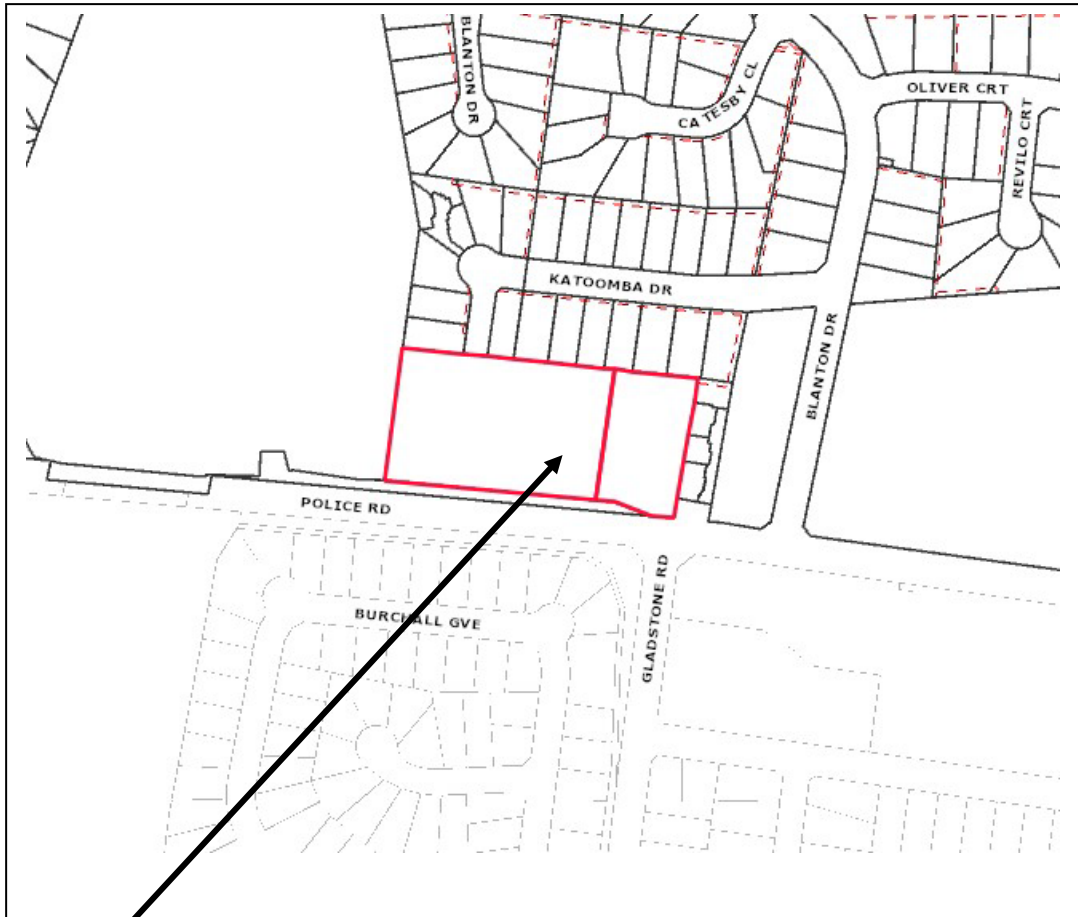 BLANTON DR
CATESBY CL
OLIVER CRT
REVILO CRT
KATOOMBA DR
BLANTON DR
POLICE RD
GLADSTONE RD
BURCHALL GVE